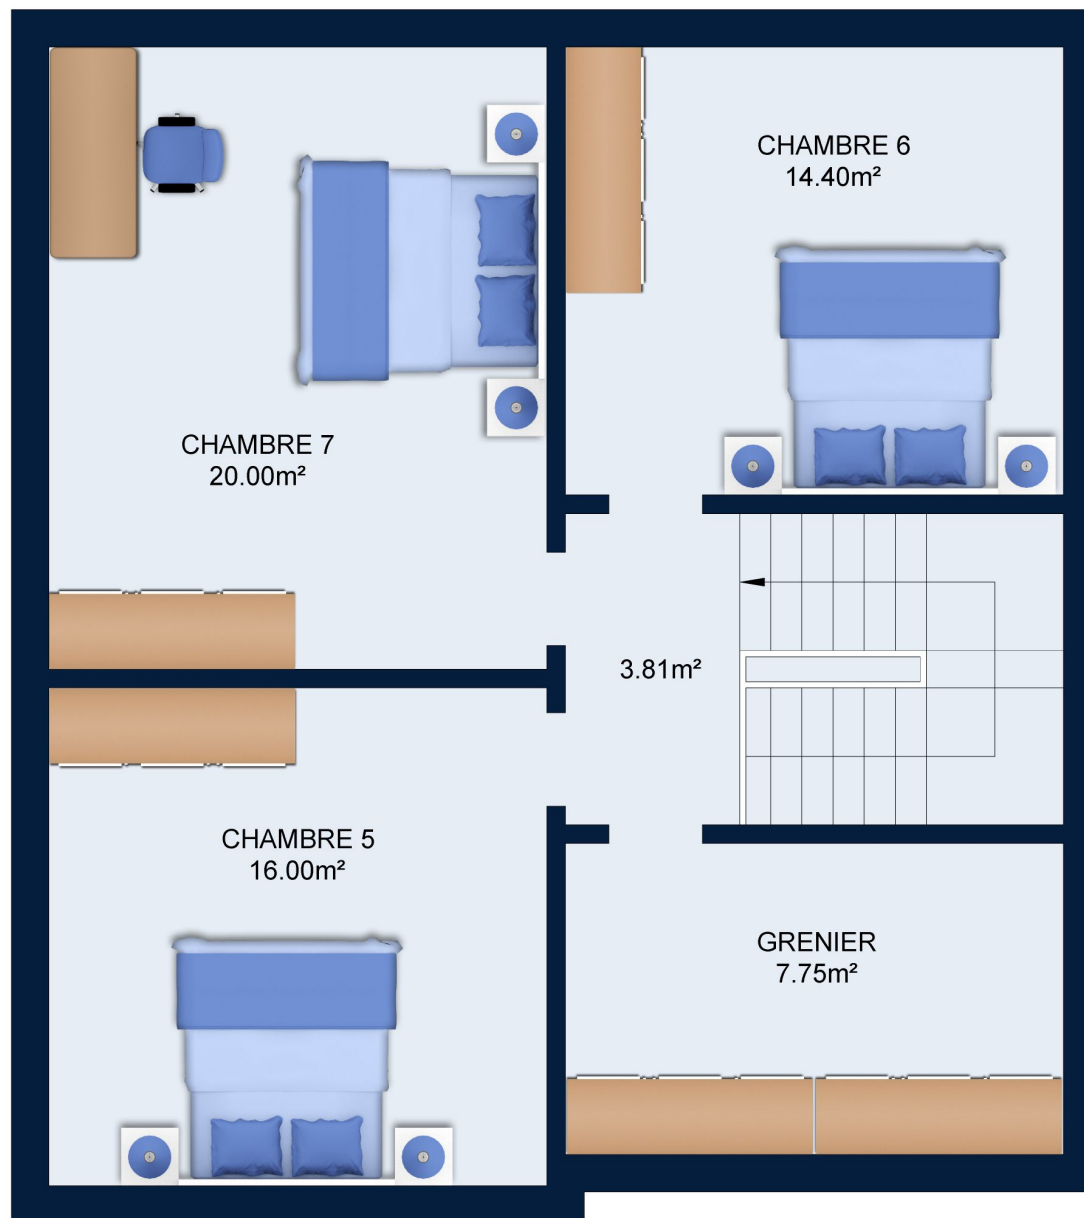 CHAMBRE 6
14.40m²
CHAMBRE 7
20.00m²
3.81m²
CHAMBRE 5
16.00m²
GRENIER
7.75m²